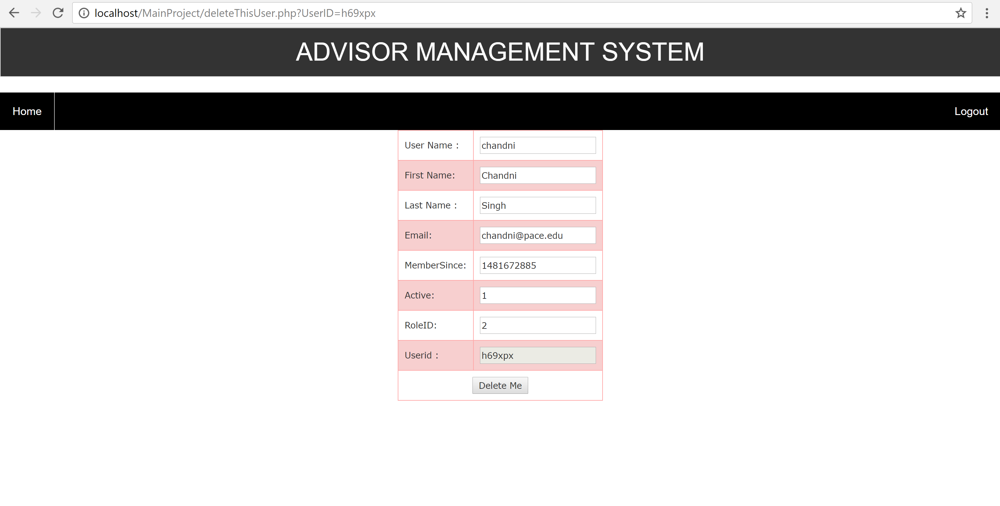 localhost/MainProject/deleteThisUser.php?UserID=h69xpx
ADVISOR MANAGEMENT SYSTEM
Home Logout
User Name : chandni
First Name: Chandni
Last Name : Singh
Email: chandni@pace.edu
MemberSince: 1481672885
Active: 1
RoleID: 2
Userid : h69xpx
Delete Me